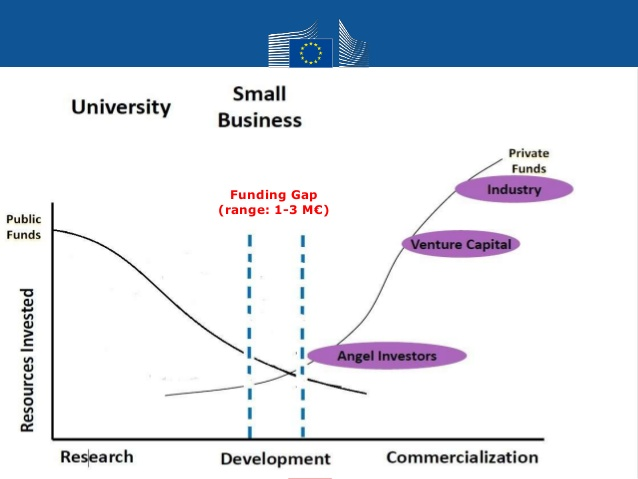 University
Small
Business
Funding Gap
(range: 1-3 M€)
Private
Funds
Industry
Public
Funds
Venture Capital
Angel Investors
Resources Invested
Research
Development
Commercialization